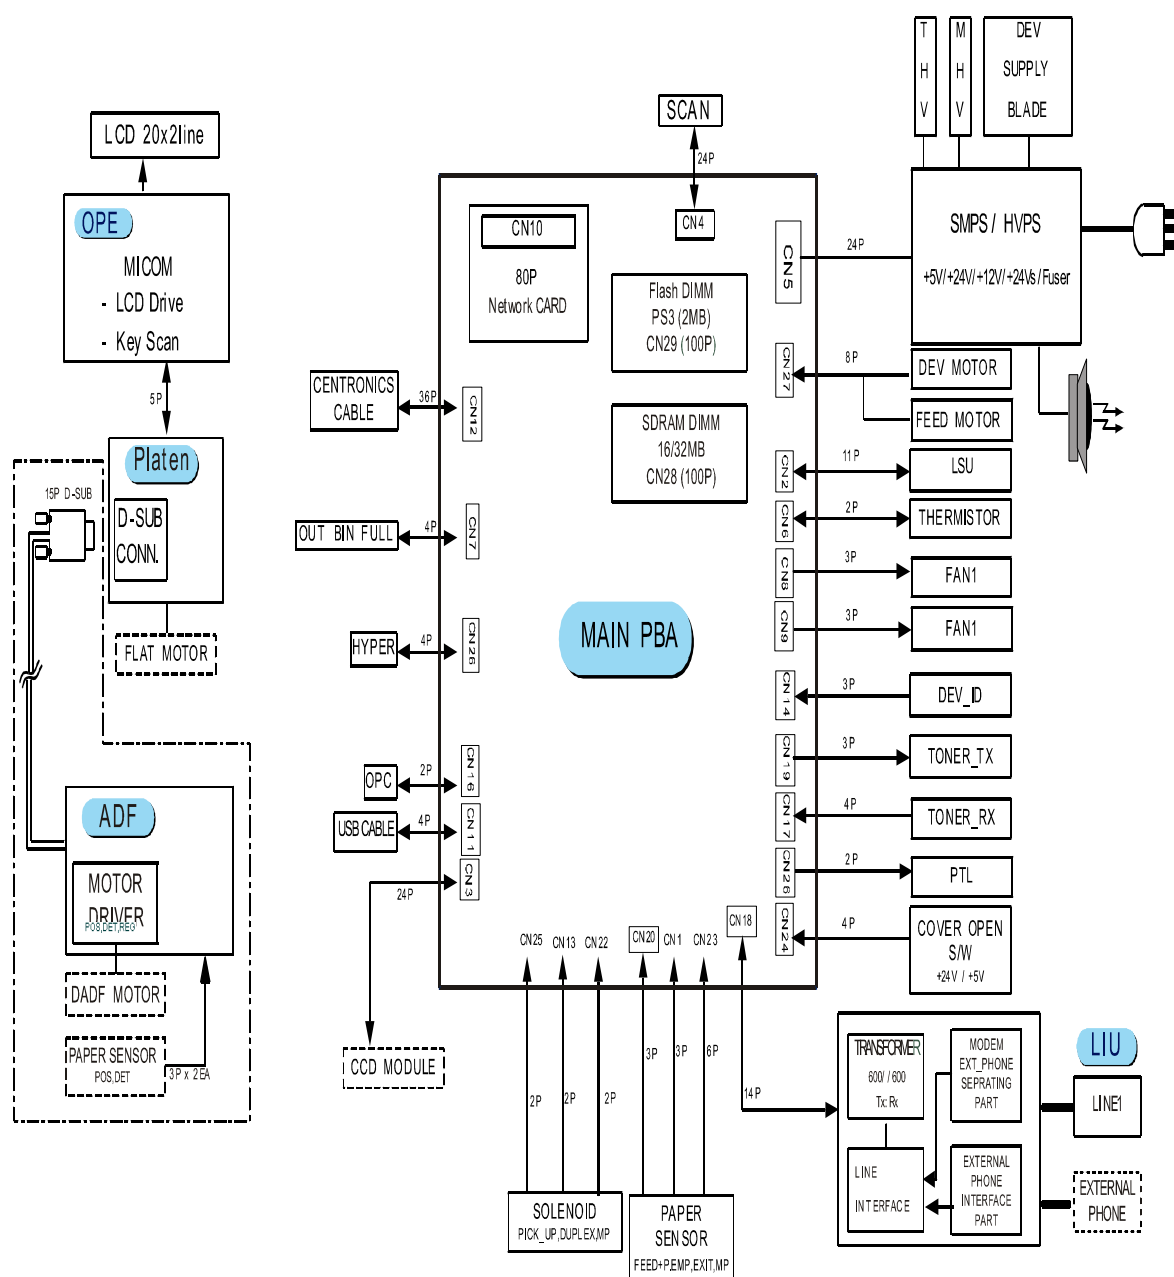 T
H
V
M
H
V
DEV
SUPPLY
BLADE
LCD 20x2line
SCAN
24P
OPE
MICOM
- LCD Drive
- Key Scan
5P
CN10
80P
Network CARD
CN4
CN5
24P
SMPS / HVPS
+5V/+24V/+12V/+24Vs/Fuser
Flash DIMM
PS3 (2MB)
CN29 (100P)
CENTRONICS
CABLE
36P
CN12
CN27
8P
DEV MOTOR
FEED MOTOR
SDRAM DIMM
16/32MB
CN28 (100P)
Platen
15P D-SUB
D-SUB
CONN.
CN2
11P
LSU
OUT BIN FULL
4P
CN7
CN6
2P
THERMISTOR
CN8
3P
FAN1
FLAT MOTOR
HYPER
4P
CN26
MAIN PBA
CN9
3P
FAN1
CN14
3P
DEV_ID
OPC
2P
CN16
CN19
3P
TONER_TX
ADF
USB CABLE
4P
CN11
CN17
4P
TONER_RX
MOTOR
DRIVER
POS,DET,REG
24P
CN3
CN26
2P
PTL
CN25
CN13
CN22
CN20
CN1
CN23
CN18
CN24
4P
COVER OPEN
S/W
+24V / +5V
DADF MOTOR
PAPER SENSOR
POS,DET
3P x 2EA
CCD MODULE
2P
2P
2P
3P
3P
6P
14P
TRANSFORMER
600/ / 600
Tx: Rx
MODEM
EXT_PHONE
SEPRATING
PART
LIU
LINE1
LINE
INTERFACE
EXTERNAL
PHONE
INTERFACE
PART
EXTERNAL
PHONE
SOLENOID
PICK_UP,DUPLEX,MP
PAPER
SENSOR
FEED+P.EMP,EXIT,MP